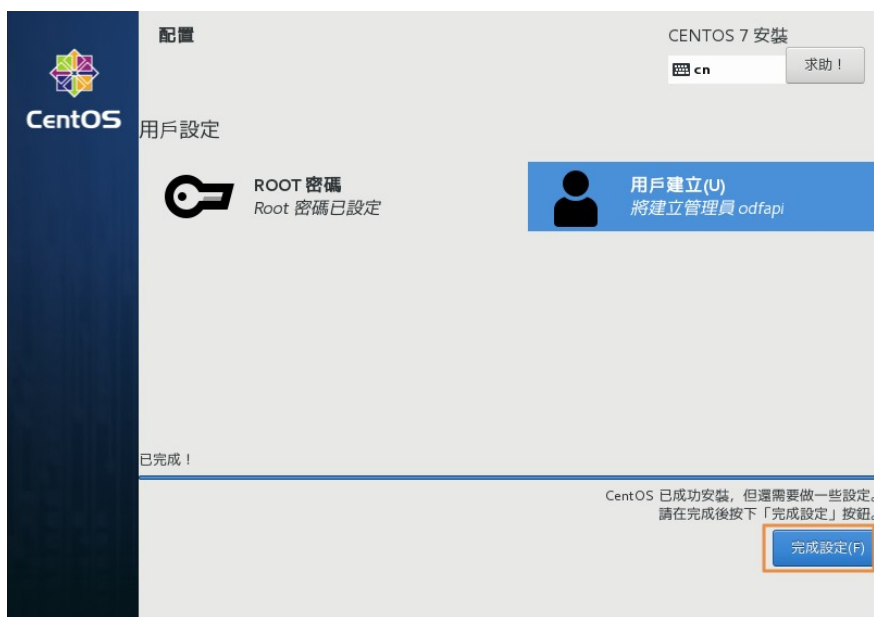 配置
CENTOS 7 安裝
cn
求助！
CentOS
用戶設定
ROOT 密碼
Root 密碼已設定
用戶建立(U)
將建立管理員 odfapi
已完成！
CentOS 已成功安裝，但還需要做一些設定。
請在完成後按下「完成設定」按鈕。
完成設定(F)